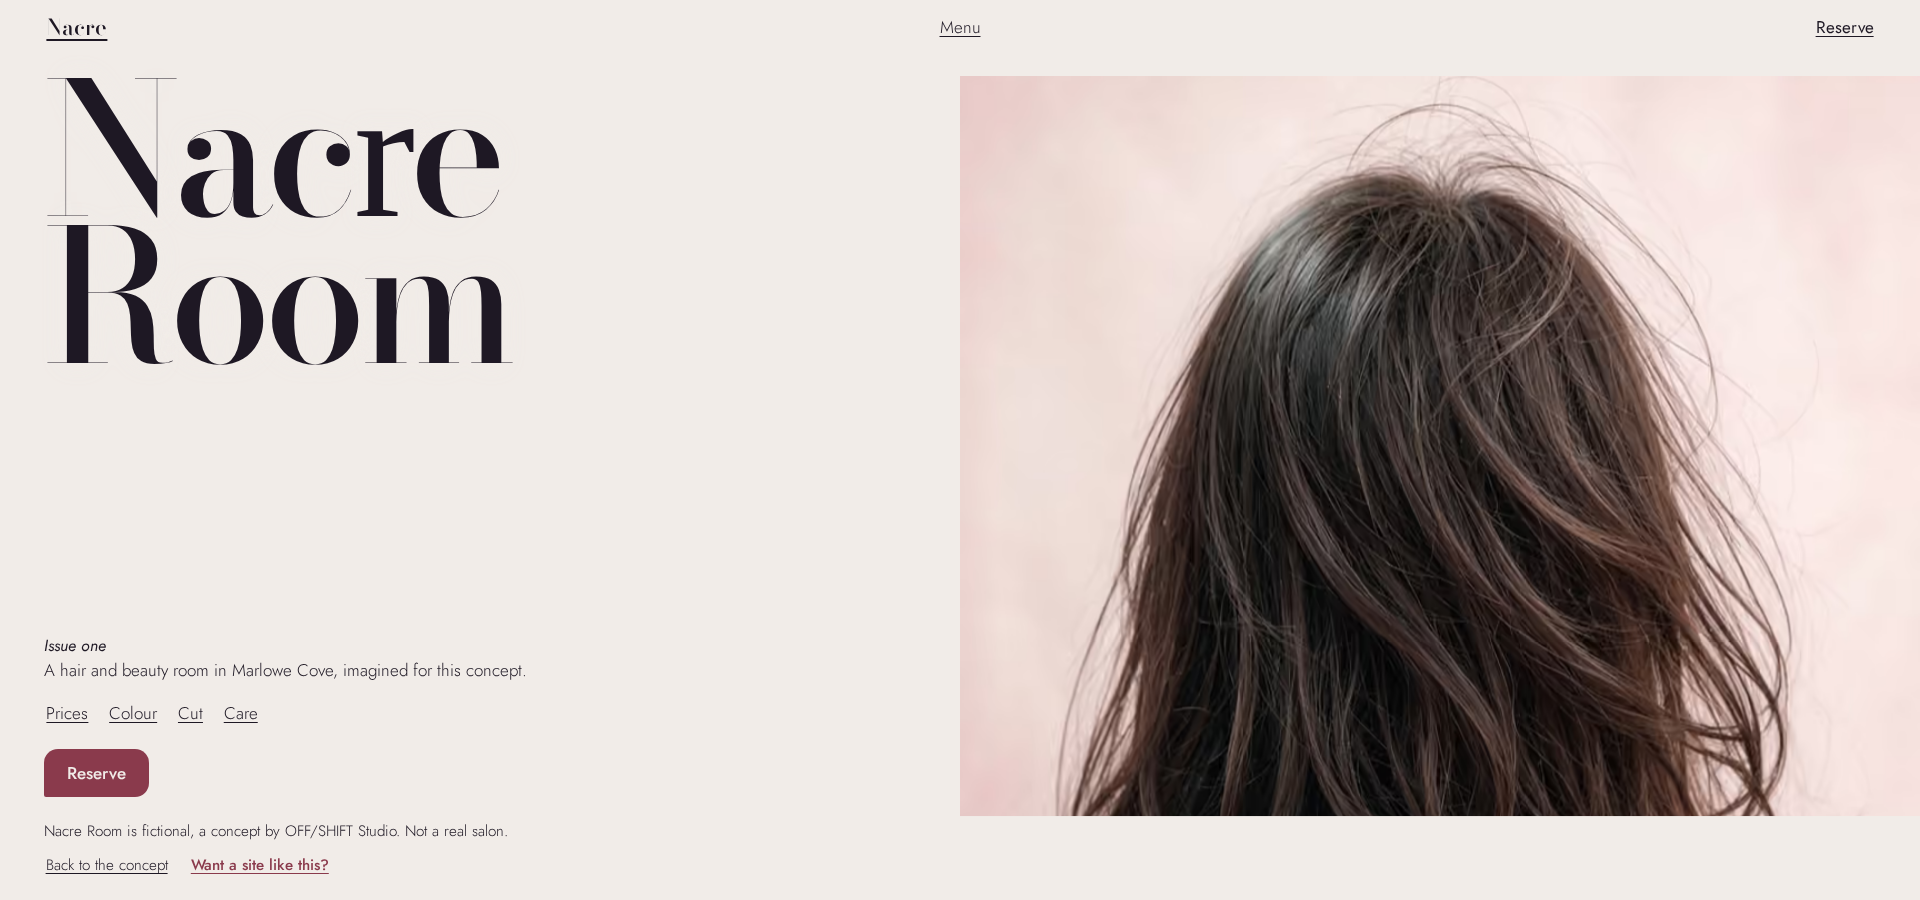 Nacre
Menu
Reserve
Nacre
Room
Issue one
A hair and beauty room in Marlowe Cove, imagined for this concept.
Prices Colour Cut Care
Reserve
Nacre Room is fictional, a concept by OFF/SHIFT Studio. Not a real salon.
Back to the concept Want a site like this?